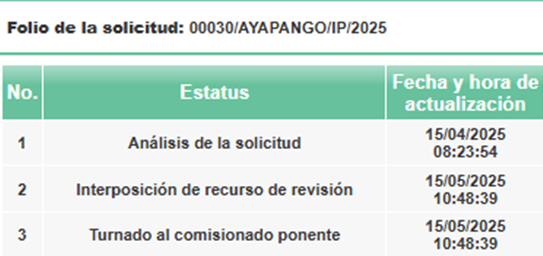 Folio de la solicitud: 00030/AYAPANGO/IP/2025
No. Estatus Fecha y hora de
actualización
1 Análisis de la solicitud 15/04/2025
08:23:54
2 Interposición de recurso de revisión 15/05/2025
10:48:39
3 Turnado al comisionado ponente 15/05/2025
10:48:39